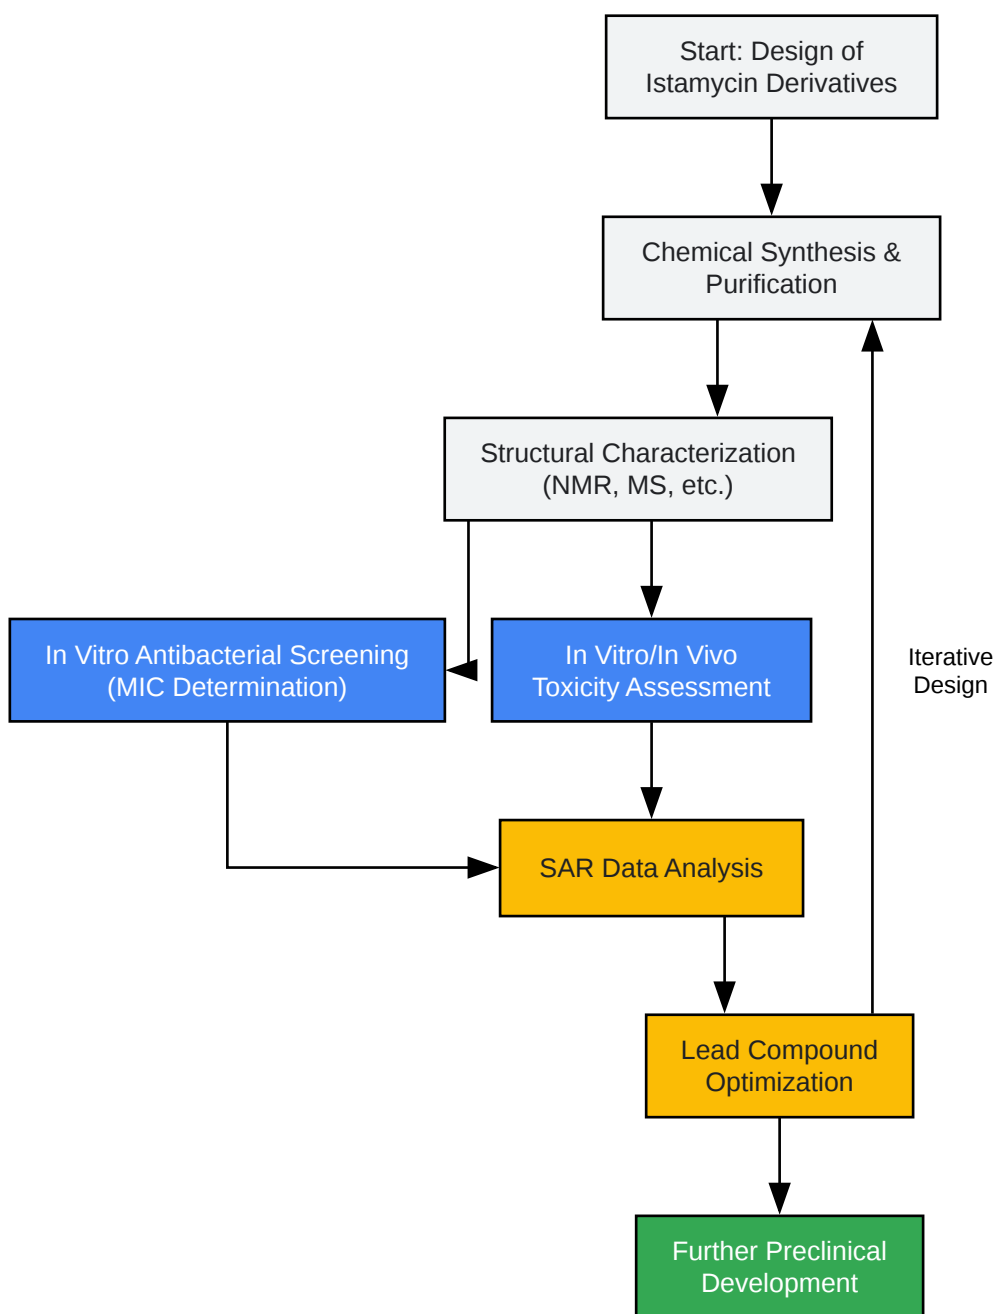 Start: Design of
Istamycin Derivatives
Chemical Synthesis &
Purification
Structural Characterization
(NMR, MS, etc.)
In Vitro Antibacterial Screening
(MIC Determination)
In Vitro/In Vivo
Toxicity Assessment
Iterative
Design
SAR Data Analysis
Lead Compound
Optimization
Further Preclinical
Development